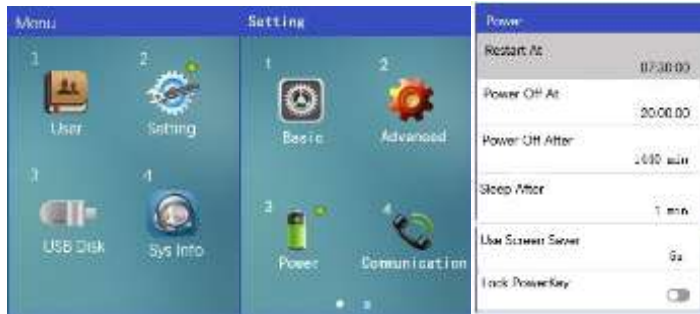 Menu
1
2
User
Setting
3
4
USB Disk
Sys Info
Setting
1
2
Basic
Advanced
3
4
Power
Communication
Power
Restart At
07:30:00
Power Off At
20:00:00
Power Off After
min
Sleep After
1 min
Use Screen Saver
Lock PowerKey